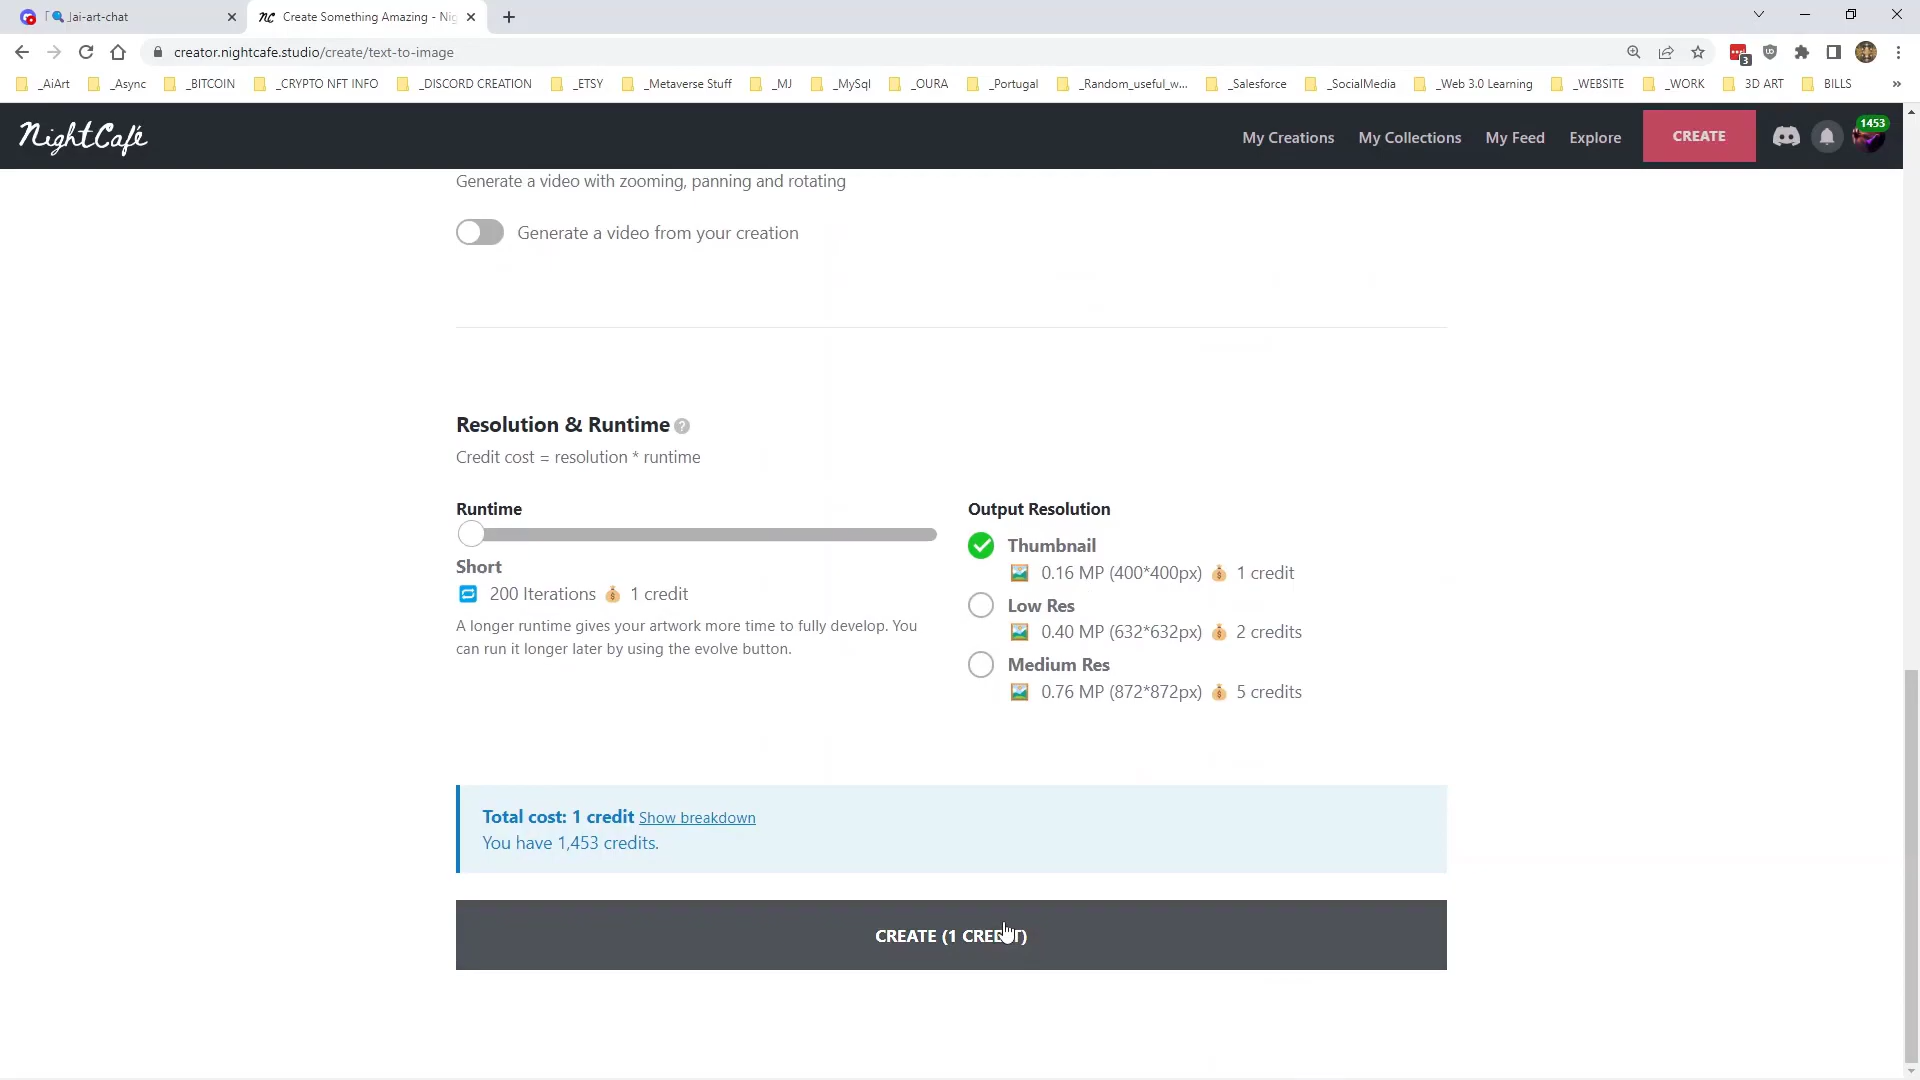 ai-art-chat
NC Create Something Amazing - Nig
creator.nightcafe.studio/create/text-to-image
3
_AiArt _Async _BITCOIN _CRYPTO NFT INFO _DISCORD CREATION _ETSY _Metaverse Stuff _MJ _MySql _OURA _Portugal _Random_useful_w... _Salesforce _SocialMedia _Web 3.0 Learning _WEBSITE _WORK 3D ART BILLS »
NightCafé My Creations My Collections My Feed Explore CREATE 1453
Generate a video with zooming, panning and rotating
Generate a video from your creation
Resolution & Runtime ?
Credit cost = resolution * runtime
Runtime
Short
200 Iterations 1 credit
A longer runtime gives your artwork more time to fully develop. You
can run it longer later by using the evolve button.
Output Resolution
Thumbnail
0.16 MP (400*400px) 1 credit
Low Res
0.40 MP (632*632px) 2 credits
Medium Res
0.76 MP (872*872px) 5 credits
Total cost: 1 credit Show breakdown
You have 1,453 credits.
CREATE (1 CREDIT)